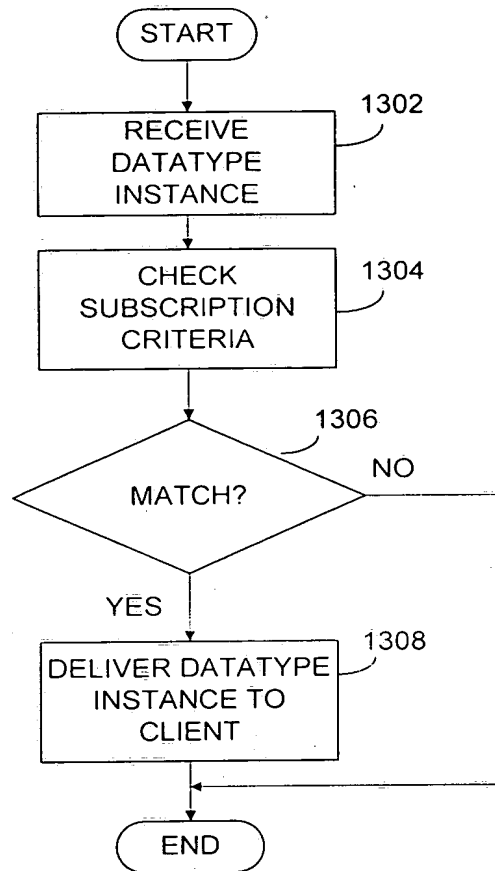 START
1302
RECEIVE
DATATYPE
INSTANCE
1304
CHECK
SUBSCRIPTION
CRITERIA
1306
MATCH?
NO
YES
1308
DELIVER DATATYPE
INSTANCE TO
CLIENT
END